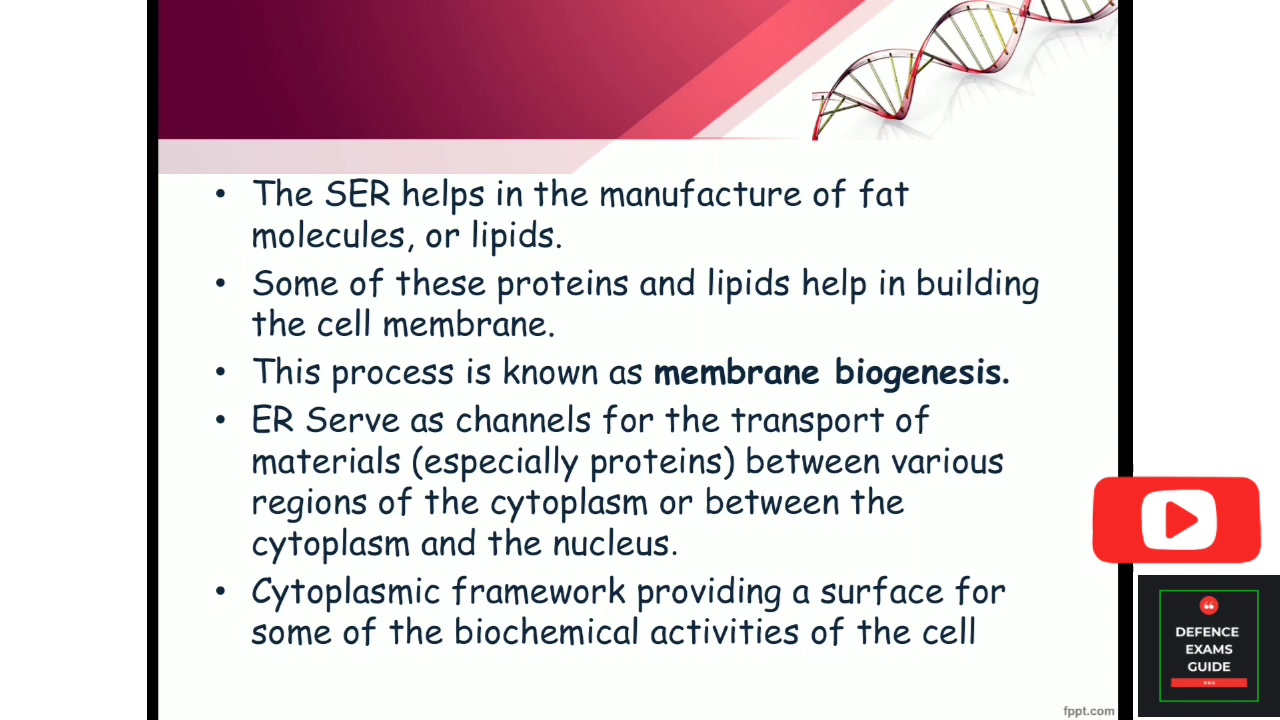 • The SER helps in the manufacture of fat
molecules, or lipids.
• Some of these proteins and lipids help in building
the cell membrane.
• This process is known as membrane biogenesis.
• ER Serve as channels for the transport of
materials (especially proteins) between various
regions of the cytoplasm or between the
cytoplasm and the nucleus.
• Cytoplasmic framework providing a surface for
some of the biochemical activities of the cell
DEFENCE
EXAMS
GUIDE
fppt.com